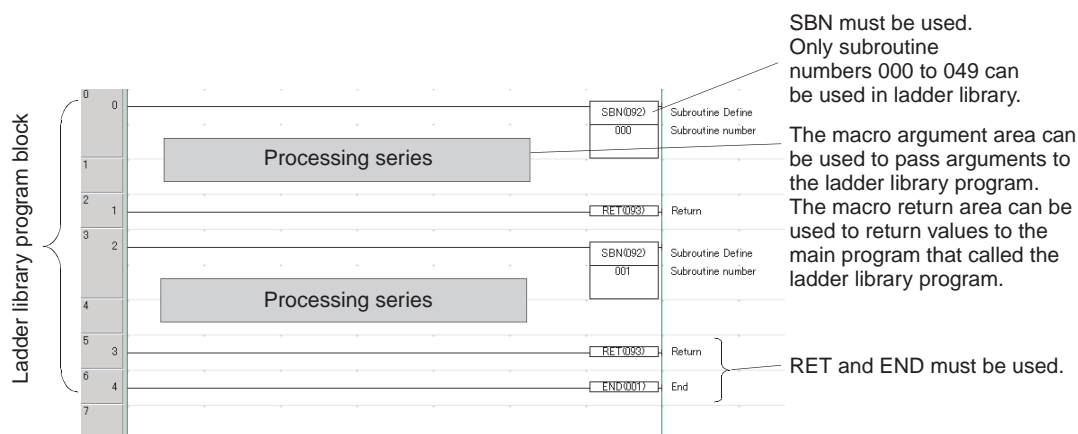 SBN must be used.
Only subroutine
numbers 000 to 049 can
be used in ladder library.
Ladder library program block
0
0
SBN(092)
Subroutine Define
000
Subroutine number
Processing series
1
The macro argument area can
be used to pass arguments to
the ladder library program.
The macro return area can be
used to return values to the
main program that called the
ladder library program.
2
1
RET(093)
Return
3
2
SBN(092)
Subroutine Define
001
Subroutine number
Processing series
4
5
3
RET(093)
Return
RET and END must be used.
6
4
END(001)
End
7